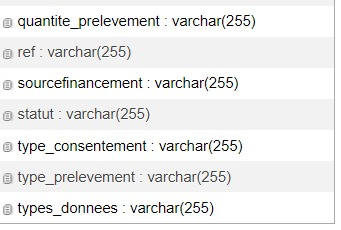 quantite_prelevement : varchar(255)
ref : varchar(255)
sourcefinancement : varchar(255)
statut : varchar(255)
type_consentement : varchar(255)
type_prelevement : varchar(255)
types_donnees : varchar(255)